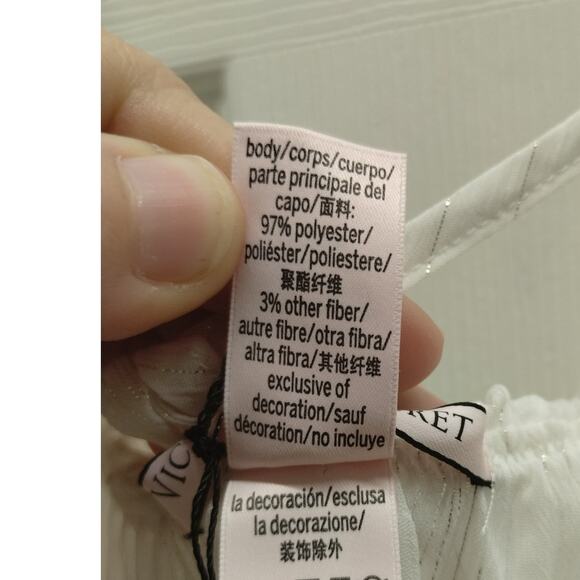 body/corps/cuerpo/
parte principale del
capo/面料:
97% polyester/
poliéster/poliestere/
聚酯纤维
3% other fiber/
autre fibre/otra fibra/
altra fibra/其他纤维
exclusive of
decoration/sauf
décoration/no incluye
VIC
RET
la decoración/esclusa
la decorazione/
装饰除外